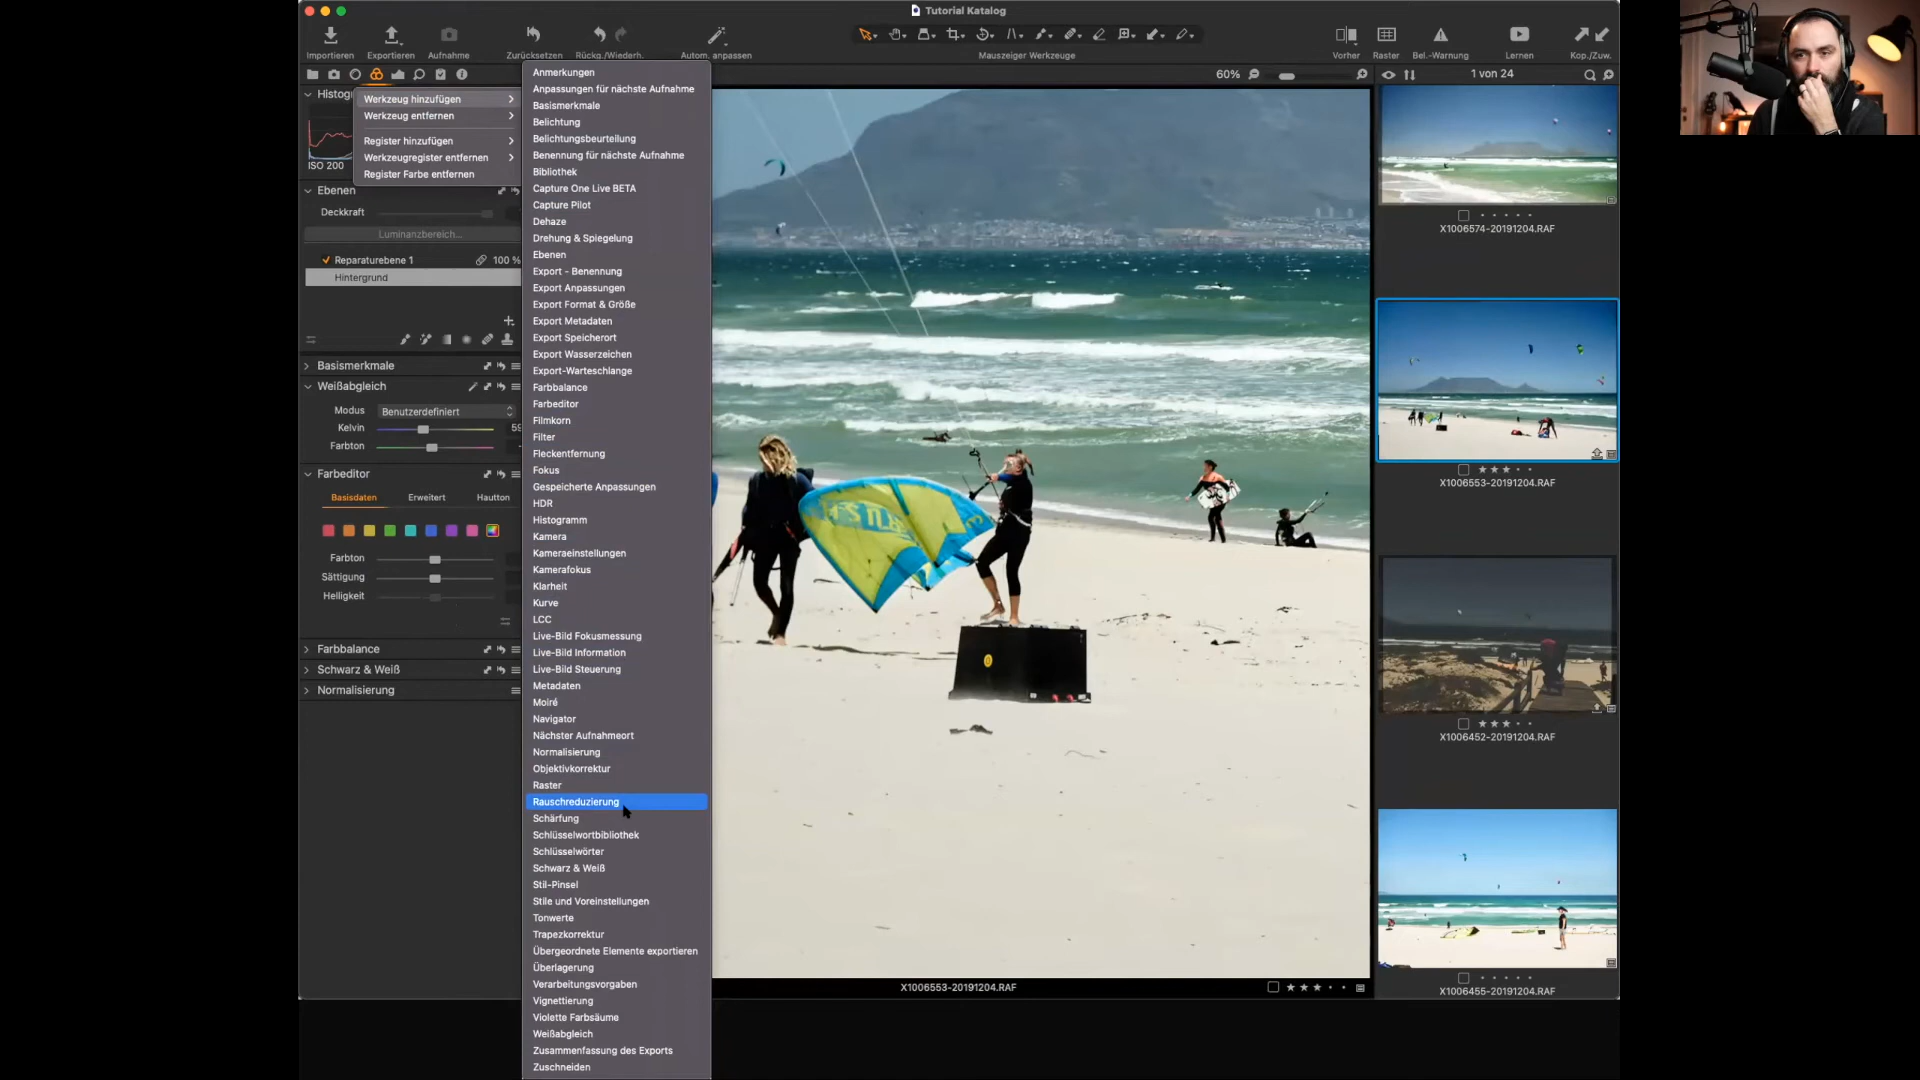 Tutorial Katalog
Importieren
Exportieren
Aufnahme
Zurücksetzen
Rückg./Wiederh.
Autom. anpassen
Mauszeiger Werkzeuge
Vorher
Raster
Bel.-Warnung
Lernen
Kop./Zuw.
60%
1 von 24
ISO 200
Werkzeug hinzufügen
Werkzeug entfernen
Register hinzufügen
Werkzeugregister entfernen
Register Farbe entfernen
Ebenen
Deckkraft
Luminanzbereich...
Reparaturebene 1
100 %
Hintergrund
Basismerkmale
Weißabgleich
Modus
Benutzerdefiniert
Kelvin
Farbton
Farbeditor
Basisdaten
Erweitert
Hautton
Farbton
Sättigung
Helligkeit
Farbbalance
Schwarz & Weiß
Normalisierung
Anmerkungen
Anpassungen für nächste Aufnahme
Basismerkmale
Belichtung
Belichtungsbeurteilung
Benennung für nächste Aufnahme
Bibliothek
Capture One Live BETA
Capture Pilot
Dehaze
Drehung & Spiegelung
Ebenen
Export - Benennung
Export Anpassungen
Export Format & Größe
Export Metadaten
Export Speicherort
Export Wasserzeichen
Export-Warteschlange
Farbbalance
Farbeditor
Filmkorn
Filter
Fleckentfernung
Fokus
Gespeicherte Anpassungen
HDR
Histogramm
Kamera
Kameraeinstellungen
Kamerafokus
Klarheit
Kurve
LCC
Live-Bild Fokusmessung
Live-Bild Information
Live-Bild Steuerung
Metadaten
Moiré
Navigator
Nächster Aufnahmeort
Normalisierung
Objektivkorrektur
Raster
Rauschreduzierung
Schärfung
Schlüsselwortbibliothek
Schlüsselwörter
Schwarz & Weiß
Stil-Pinsel
Stile und Voreinstellungen
Tonwerte
Trapezkorrektur
Übergeordnete Elemente exportieren
Überlagerung
Verarbeitungsvorgaben
Vignettierung
Violette Farbsäume
Weißabgleich
Zusammenfassung des Exports
Zuschneiden
X1006553-20191204.RAF
X1006574-20191204.RAF
X1006553-20191204.RAF
X1006452-20191204.RAF
X1006455-20191204.RAF